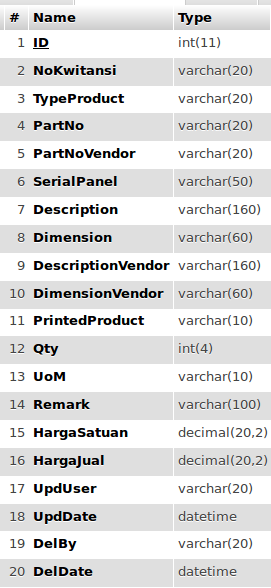 # Name Type
1 ID int(11)
2 NoKwitansi varchar(20)
3 TypeProduct varchar(20)
4 PartNo varchar(20)
5 PartNoVendor varchar(20)
6 SerialPanel varchar(50)
7 Description varchar(160)
8 Dimension varchar(60)
9 DescriptionVendor varchar(160)
10 DimensionVendor varchar(60)
11 PrintedProduct varchar(10)
12 Qty int(4)
13 UoM varchar(10)
14 Remark varchar(100)
15 HargaSatuan decimal(20,2)
16 HargaJual decimal(20,2)
17 UpdUser varchar(20)
18 UpdDate datetime
19 DelBy varchar(20)
20 DelDate datetime